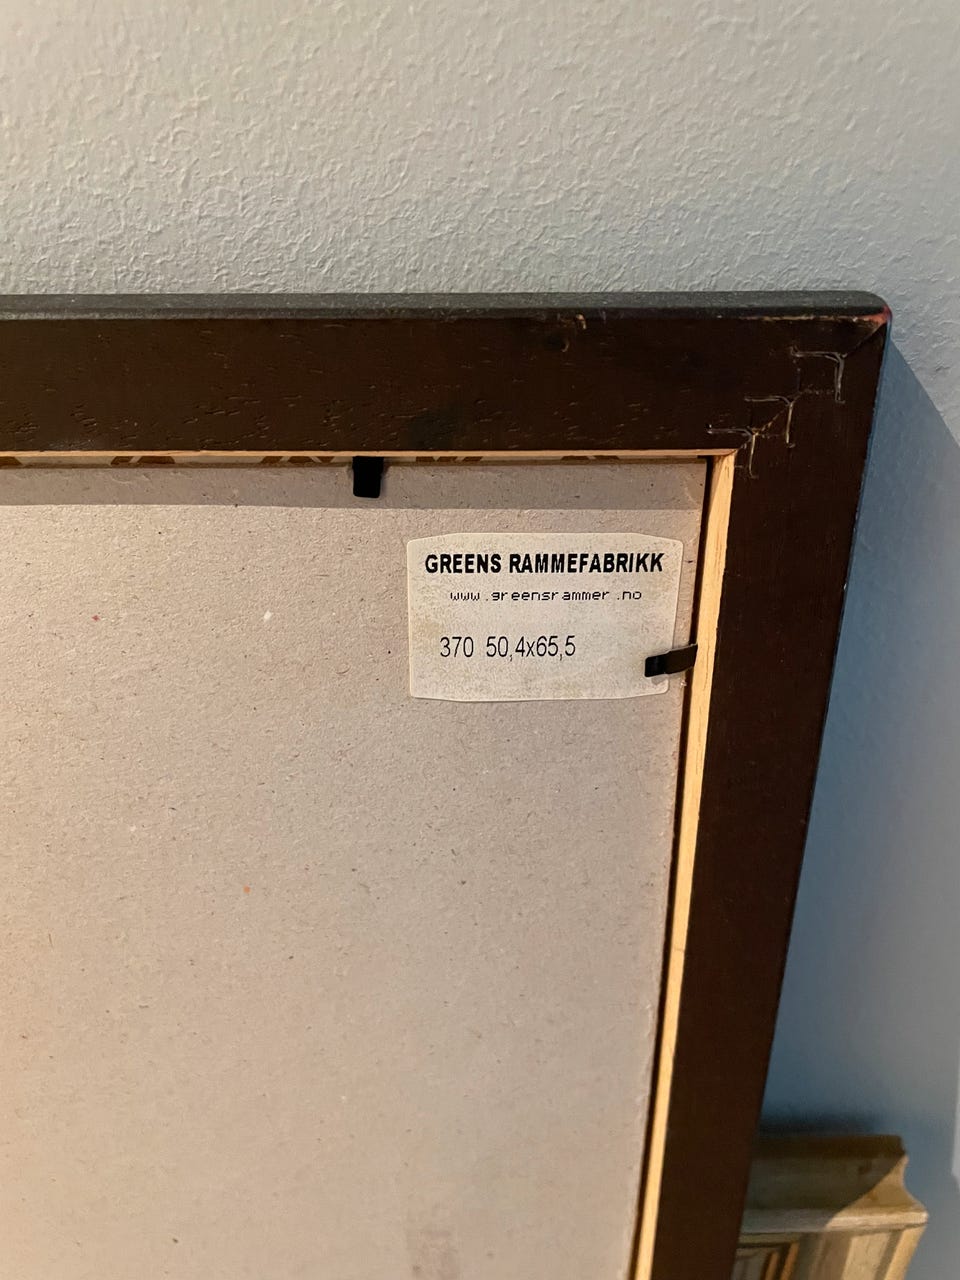 GREENS RAMMEFABRIKK
www.greensrammer.no
370 50,4x65,5